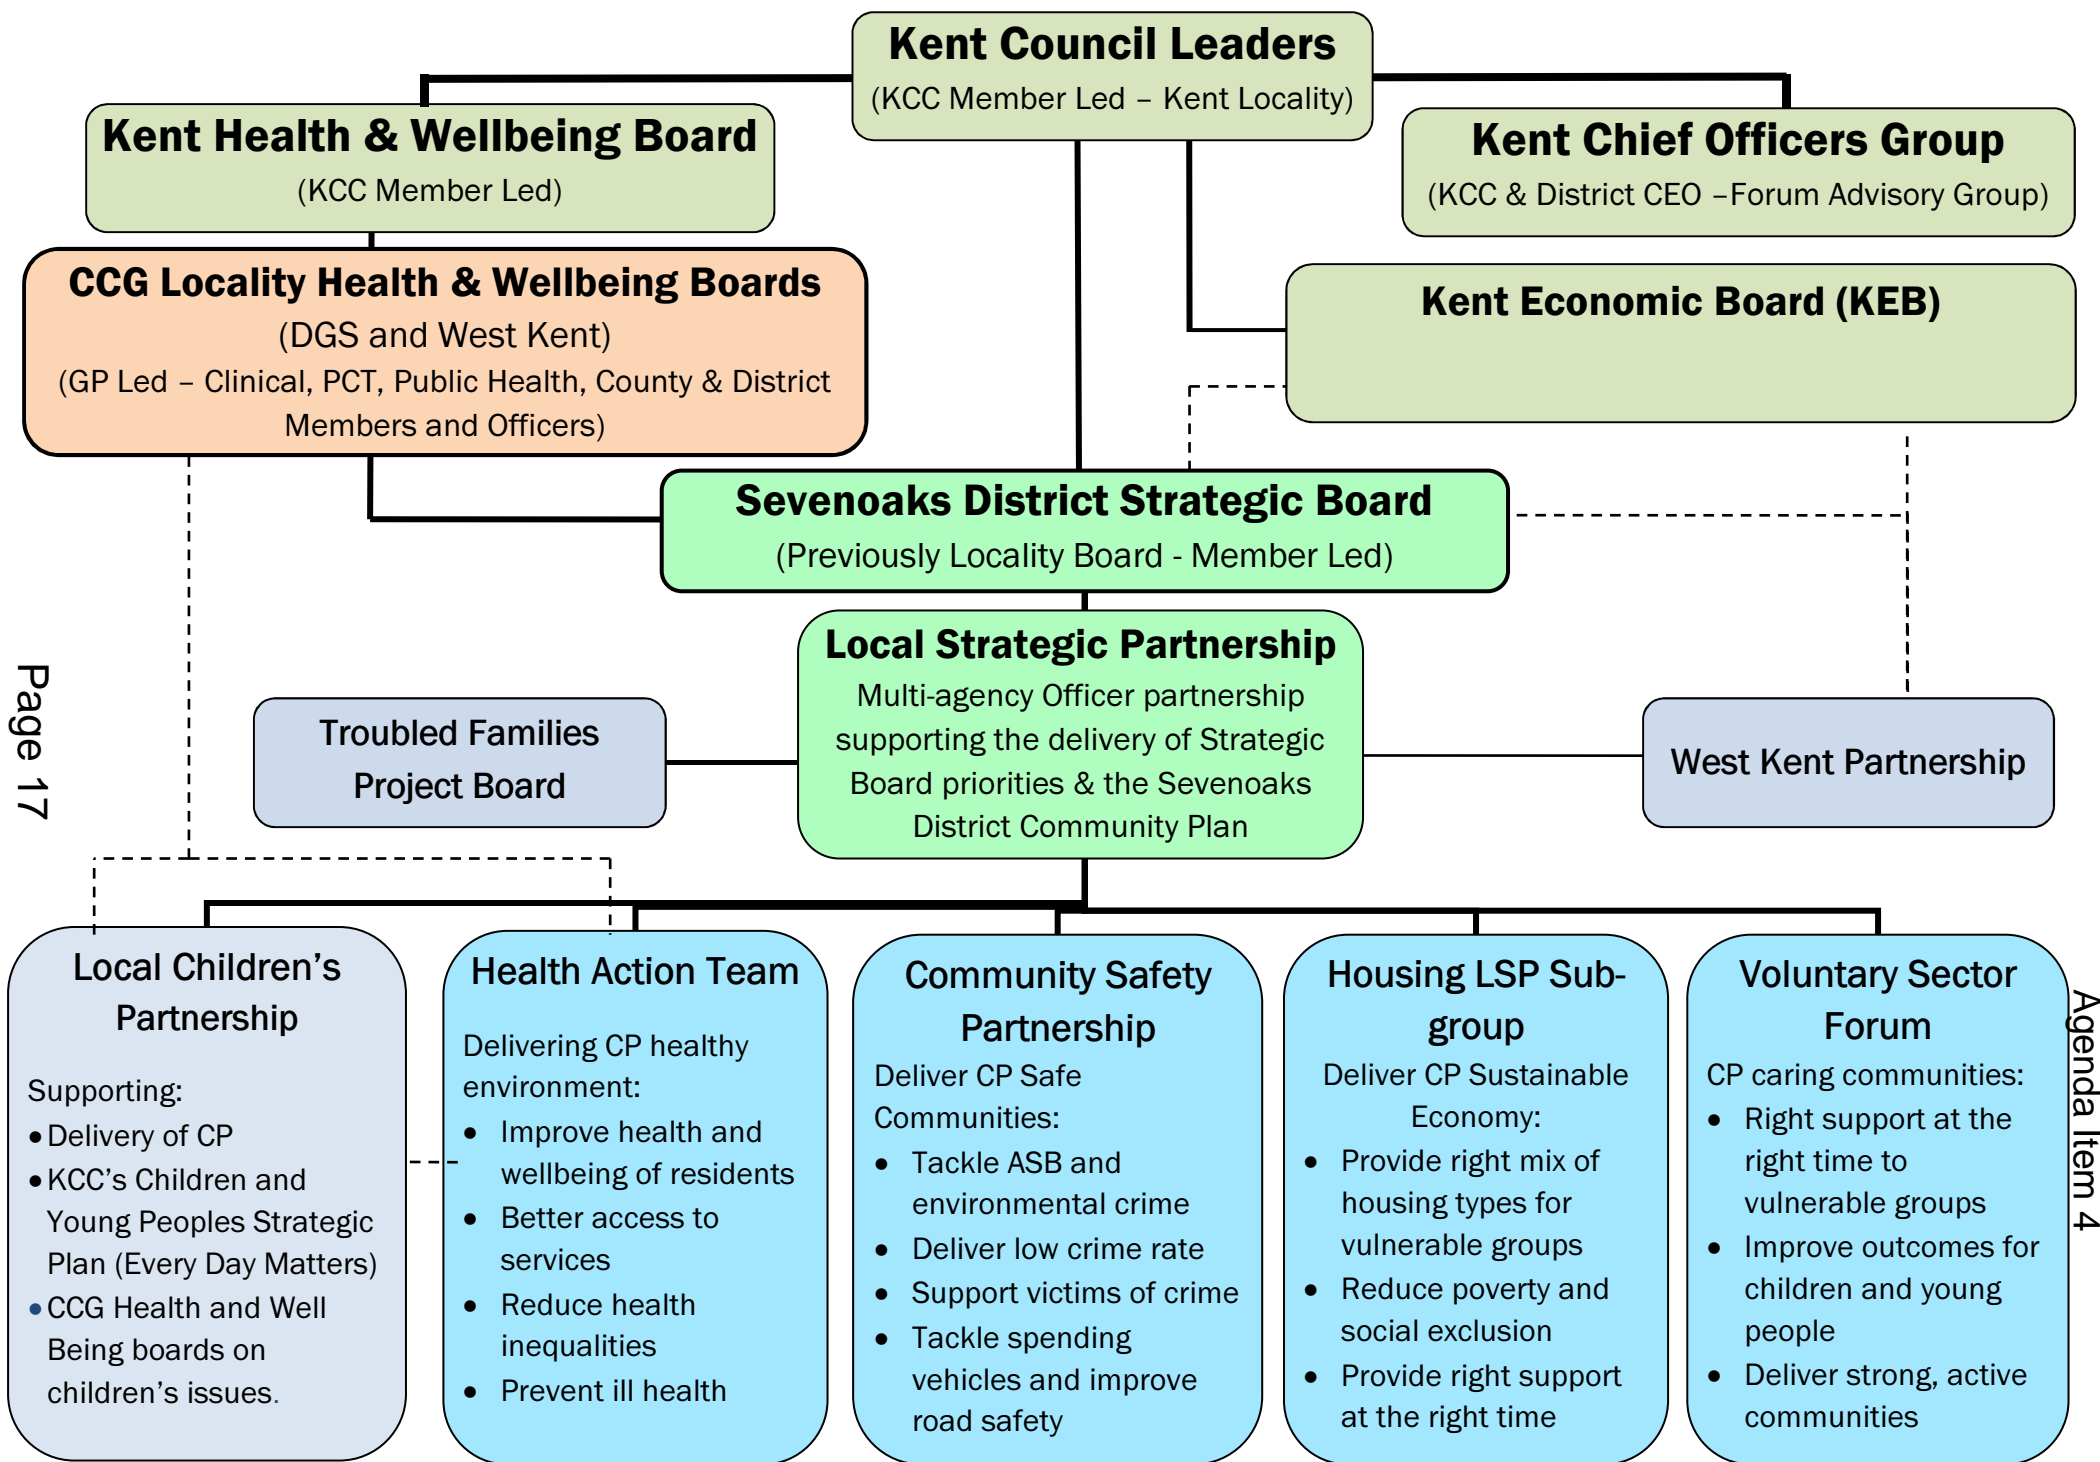 Kent Council Leaders
(KCC Member Led – Kent Locality)
Kent Health & Wellbeing Board
(KCC Member Led)
Kent Chief Officers Group
(KCC & District CEO –Forum Advisory Group)
CCG Locality Health & Wellbeing Boards
(DGS and West Kent)
(GP Led – Clinical, PCT, Public Health, County & District
Members and Officers)
Kent Economic Board (KEB)
Sevenoaks District Strategic Board
(Previously Locality Board - Member Led)
Local Strategic Partnership
Multi-agency Officer partnership
supporting the delivery of Strategic
Board priorities & the Sevenoaks
District Community Plan
Troubled Families
Project Board
West Kent Partnership
Page 17
Local Children’s
Partnership
Supporting:
• Delivery of CP
• KCC’s Children and
Young Peoples Strategic
Plan (Every Day Matters)
• CCG Health and Well
Being boards on
children’s issues.
Health Action Team
Delivering CP healthy
environment:
• Improve health and
wellbeing of residents
• Better access to
services
• Reduce health
inequalities
• Prevent ill health
Community Safety
Partnership
Deliver CP Safe
Communities:
• Tackle ASB and
environmental crime
• Deliver low crime rate
• Support victims of crime
• Tackle spending
vehicles and improve
road safety
Housing LSP Sub-
group
Deliver CP Sustainable
Economy:
• Provide right mix of
housing types for
vulnerable groups
• Reduce poverty and
social exclusion
• Provide right support
at the right time
Voluntary Sector
Forum
CP caring communities:
• Right support at the
right time to
vulnerable groups
• Improve outcomes for
children and young
people
• Deliver strong, active
communities
Agenda Item 4